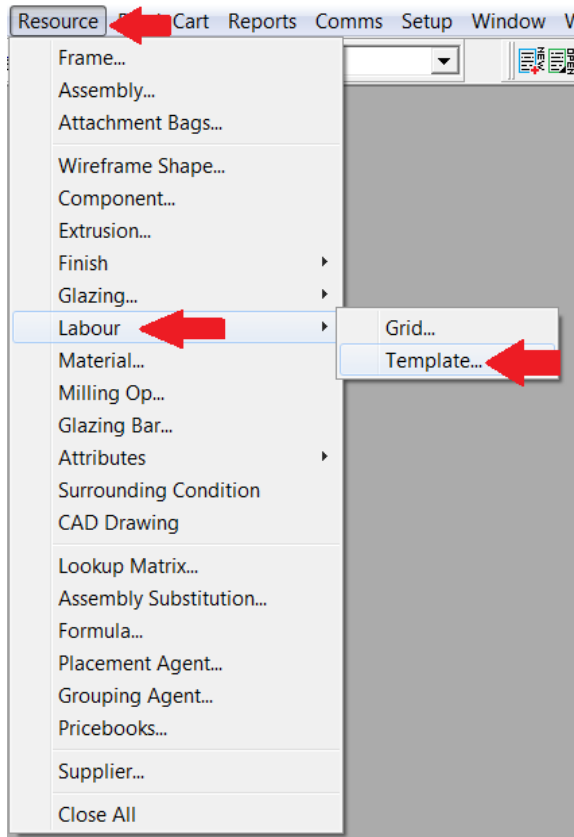 Resource Cart Reports Comms Setup Window
Frame...
Assembly...
Attachment Bags...
Wireframe Shape...
Component...
Extrusion...
Finish
Glazing...
Labour
Grid...
Material...
Template...
Milling Op...
Glazing Bar...
Attributes
Surrounding Condition
CAD Drawing
Lookup Matrix...
Assembly Substitution...
Formula...
Placement Agent...
Grouping Agent...
Pricebooks...
Supplier...
Close All
NEW
OPEN